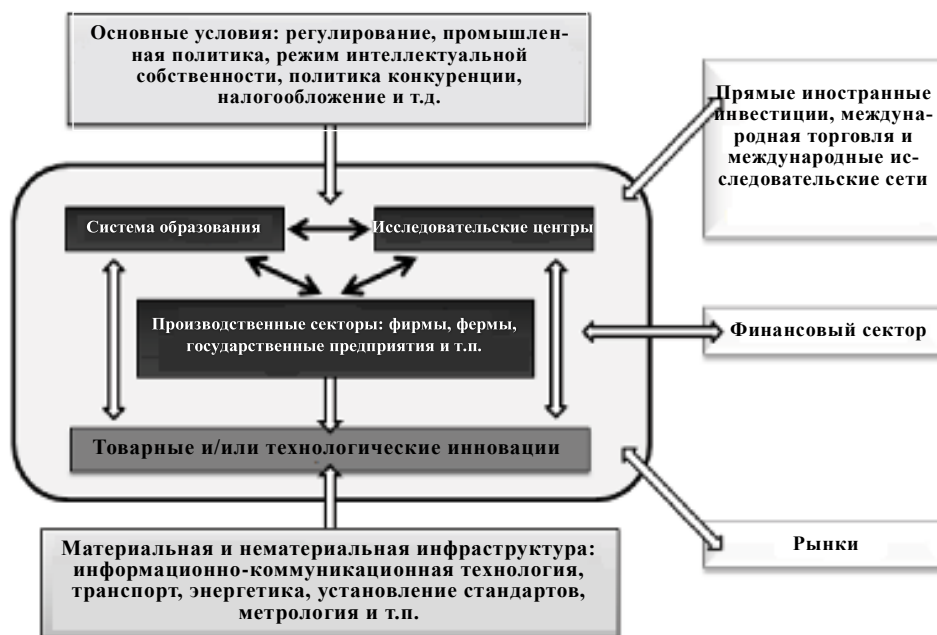 Основные условия: регулирование, промышлен-
ная политика, режим интеллектуальной
собственности, политика конкуренции,
налогообложение и т.д.
Прямые иностранные
инвестиции, междуна-
родная торговля и
международные ис-
следовательские сети
Система образования
Исследовательские центры
Производственные секторы: фирмы, фермы,
государственные предприятия и т.п.
Финансовый сектор
Товарные и/или технологические инновации
Рынки
Материальная и нематериальная инфраструктура:
информационно-коммуникационная технология,
транспорт, энергетика, установление стандартов,
метрология и т.п.